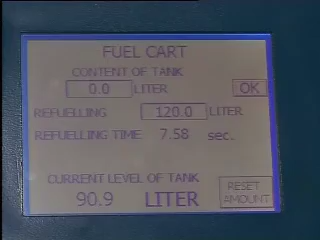 FUEL CART
CONTENT OF TANK
0.0 LITER OK
REFUELLING 120.0 LITER
REFUELLING TIME 7.58 sec.
CURRENT LEVEL OF TANK
90.9 LITER
RESET
AMOUNT